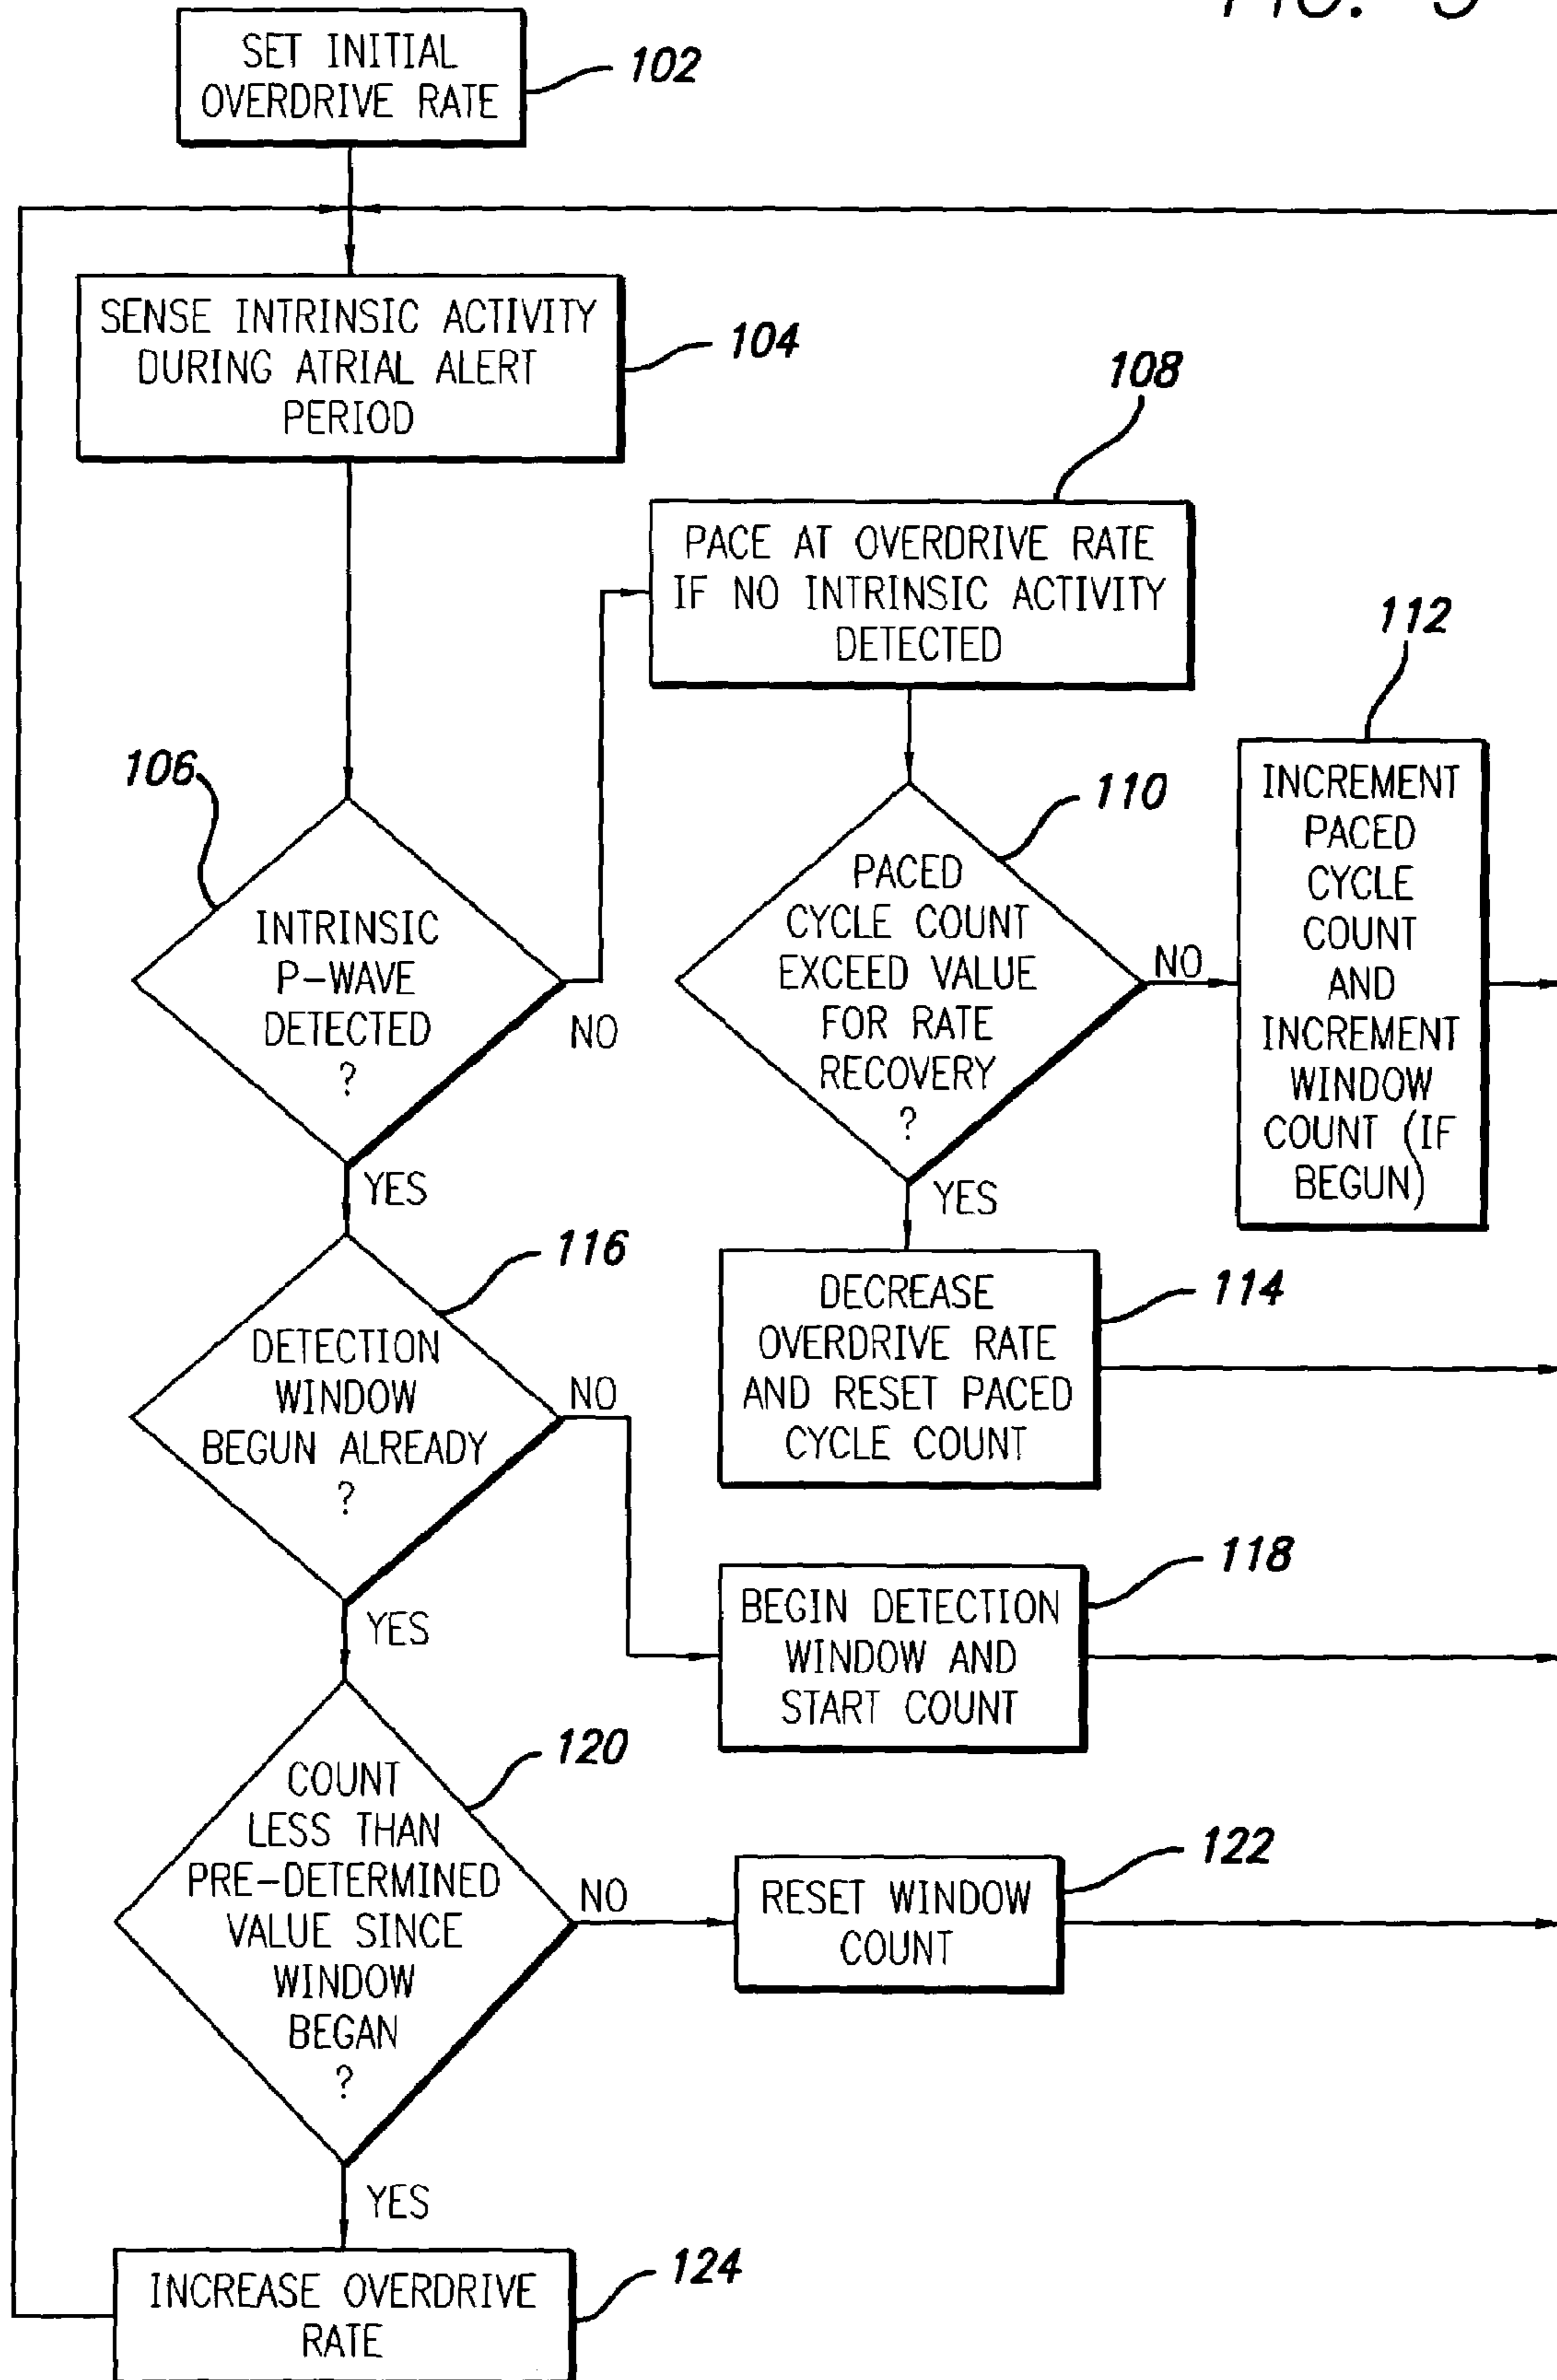 SET INITIAL
OVERDRIVE RATE
102
SENSE INTRINSIC ACTIVITY
DURING ATRIAL ALERT
PERIOD
104
108
PACE AT OVERDRIVE RATE
IF NO INTRINSIC ACTIVITY
DETECTED
112
INCREMENT
PACED
CYCLE
COUNT
AND
INCREMENT
WINDOW
COUNT (IF
BEGUN)
106
INTRINSIC
P-WAVE
DETECTED
?
NO
YES
110
PACED
CYCLE COUNT
EXCEED VALUE
FOR RATE
RECOVERY
?
NO
YES
114
DECREASE
OVERDRIVE RATE
AND RESET PACED
CYCLE COUNT
116
DETECTION
WINDOW
BEGUN ALREADY
?
NO
YES
118
BEGIN DETECTION
WINDOW AND
START COUNT
120
COUNT
LESS THAN
PRE-DETERMINED
VALUE SINCE
WINDOW
BEGAN
?
NO
YES
122
RESET WINDOW
COUNT
INCREASE OVERDRIVE
RATE
124